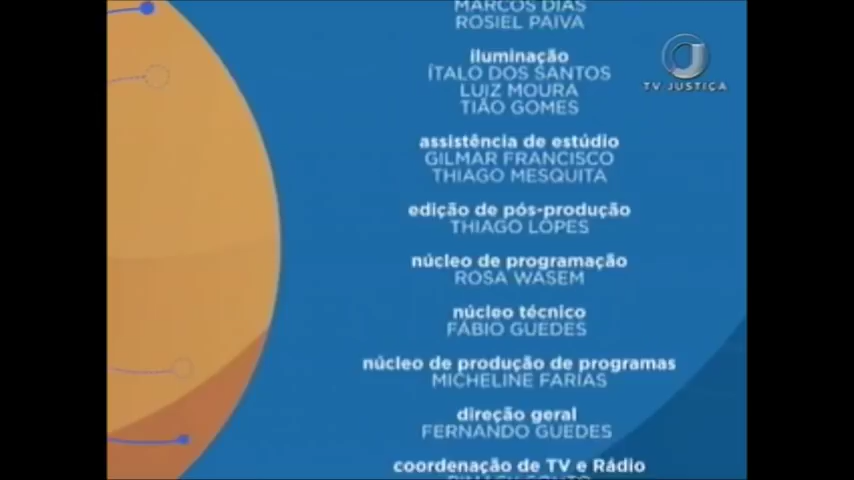 MARCOS DIAS
ROSIEL PAIVA
iluminação
ÍTALO DOS SANTOS
LUIZ MOURA
TIÃO GOMES
assistência de estúdio
GILMAR FRANCISCO
THIAGO MESQUITA
edição de pós-produção
THIAGO LOPES
núcleo de programação
ROSA WASEM
núcleo técnico
FÁBIO GUEDES
núcleo de produção de programas
MICHELINE FARIAS
direção geral
FERNANDO GUEDES
coordenação de TV e Rádio
TV JUSTIÇA